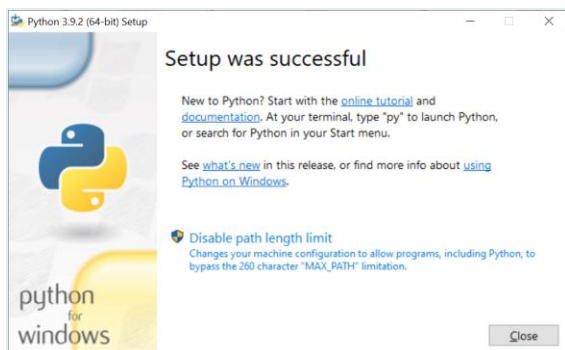 Python 3.9.2 (64-bit) Setup
Setup was successful
New to Python? Start with the online tutorial and
documentation. At your terminal, type "py" to launch Python,
or search for Python in your Start menu.
See what's new in this release, or find more info about using
Python on Windows.
Disable path length limit
Changes your machine configuration to allow programs, including Python, to
bypass the 260 character "MAX_PATH" limitation.
python
for
windows
Close